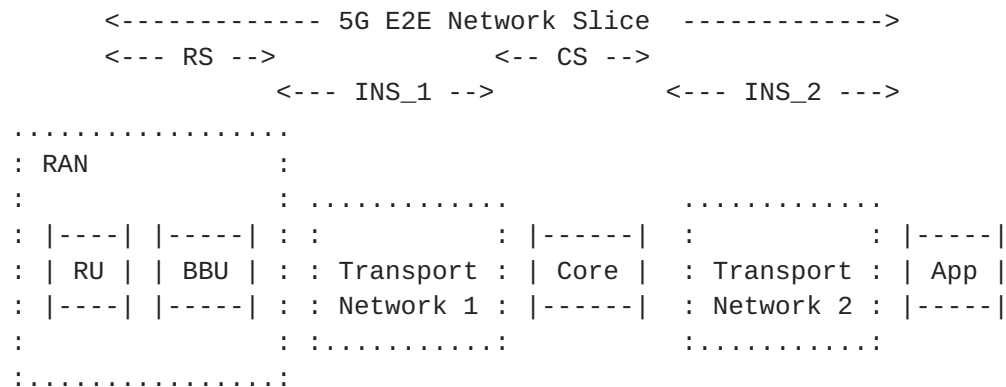 <------------- 5G E2E Network Slice ------------->
<--- RS --> <-- CS -->
<--- INS_1 --> <--- INS_2 --->
..................
: RAN :
: : ............. .............
: |----| |-----| : : : |------| : : |-----|
: | RU | | BBU | : : Transport : | Core | : Transport : | App |
: |----| |-----| : : Network 1 : |------| : Network 2 : |-----|
: : :...........: :...........:
:.................: